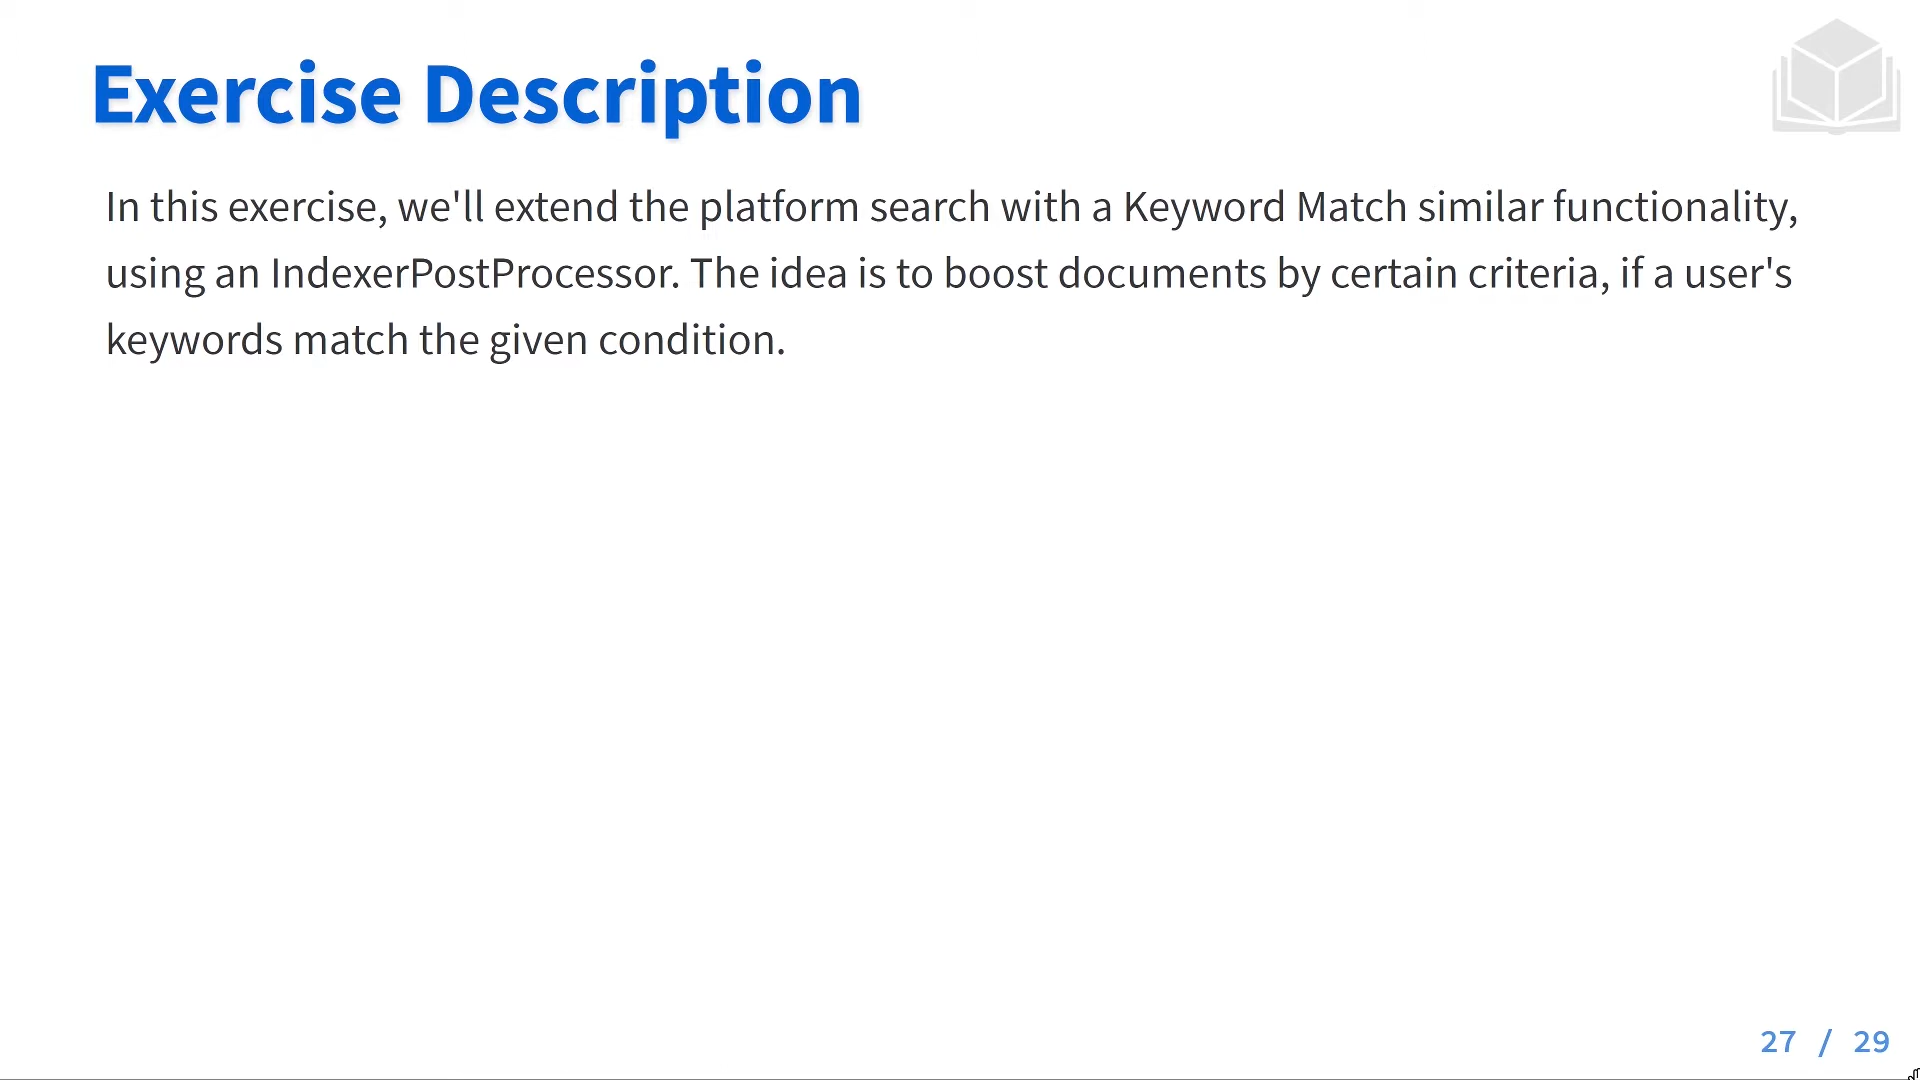 Exercise Description
In this exercise, we'll extend the platform search with a Keyword Match similar functionality,
using an IndexerPostProcessor. The idea is to boost documents by certain criteria, if a user's
keywords match the given condition.
27 / 29